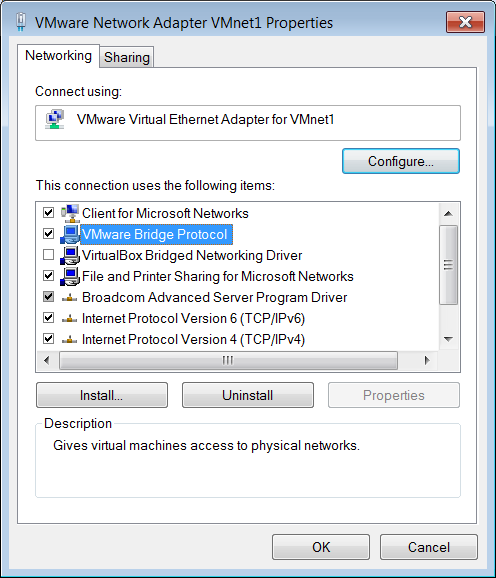 VMware Network Adapter VMnet1 Properties
Networking
Sharing
Connect using:
VMware Virtual Ethernet Adapter for VMnet1
Configure...
This connection uses the following items:
Client for Microsoft Networks
VMware Bridge Protocol
VirtualBox Bridged Networking Driver
File and Printer Sharing for Microsoft Networks
Broadcom Advanced Server Program Driver
Internet Protocol Version 6 (TCP/IPv6)
Internet Protocol Version 4 (TCP/IPv4)
Install...
Uninstall
Properties
Description
Gives virtual machines access to physical networks.
OK
Cancel